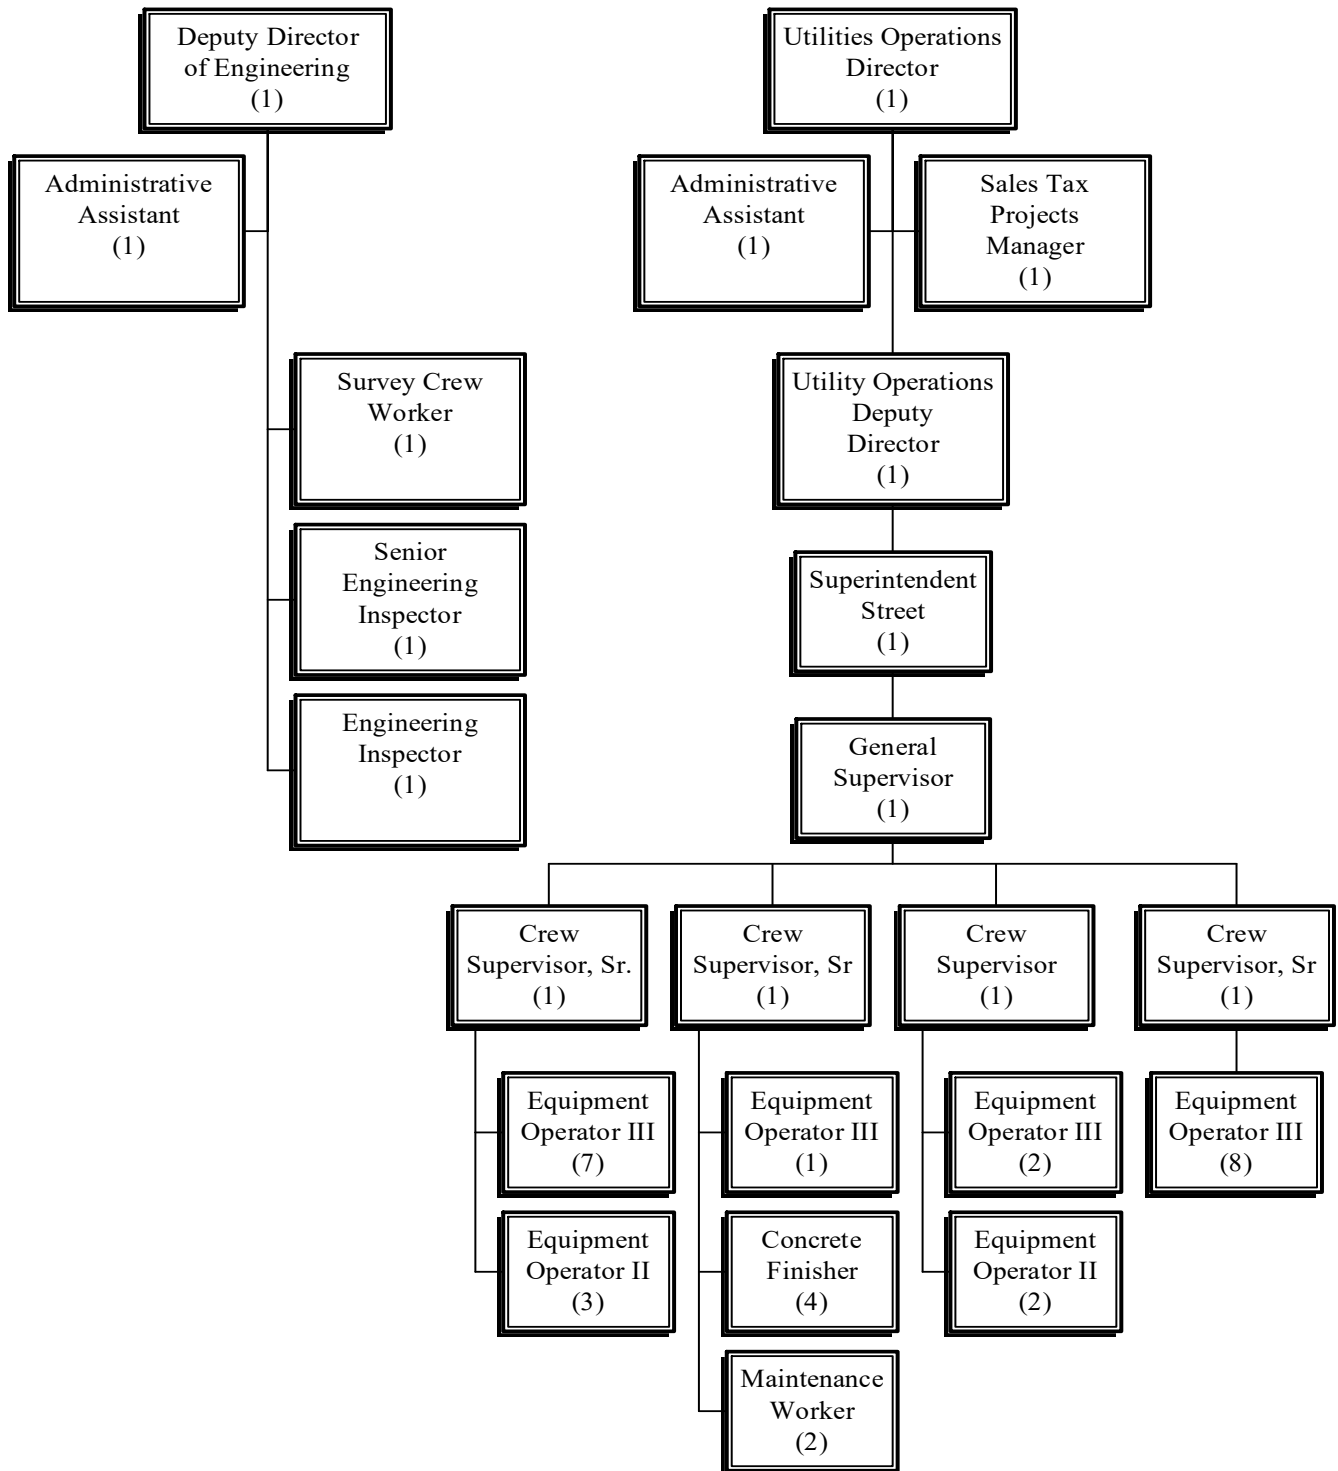 Deputy Director
of Engineering
(1)
Administrative
Assistant
(1)
Survey Crew
Worker
(1)
Senior
Engineering
Inspector
(1)
Engineering
Inspector
(1)
Utilities Operations
Director
(1)
Administrative
Assistant
(1)
Sales Tax
Projects
Manager
(1)
Utility Operations
Deputy
Director
(1)
Superintendent
Street
(1)
General
Supervisor
(1)
Crew
Supervisor, Sr.
(1)
Equipment
Operator III
(7)
Equipment
Operator II
(3)
Crew
Supervisor, Sr
(1)
Equipment
Operator III
(1)
Concrete
Finisher
(4)
Maintenance
Worker
(2)
Crew
Supervisor
(1)
Equipment
Operator III
(2)
Equipment
Operator II
(2)
Crew
Supervisor, Sr
(1)
Equipment
Operator III
(8)